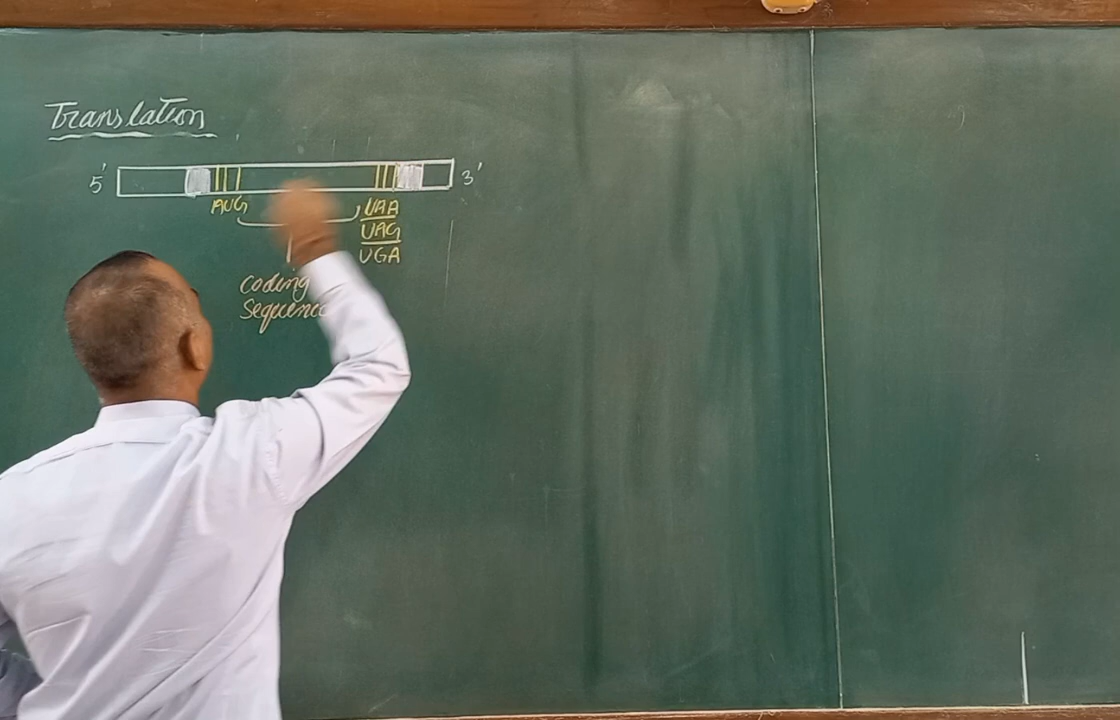 Translation
5' 3'
AUG UAA
UAG
UGA
coding
Sequence